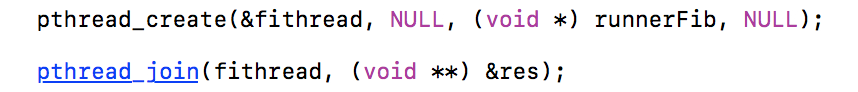 pthread_create(&fithread, NULL, (void *) runnerFib, NULL);
pthread_join(fithread, (void **) &res);